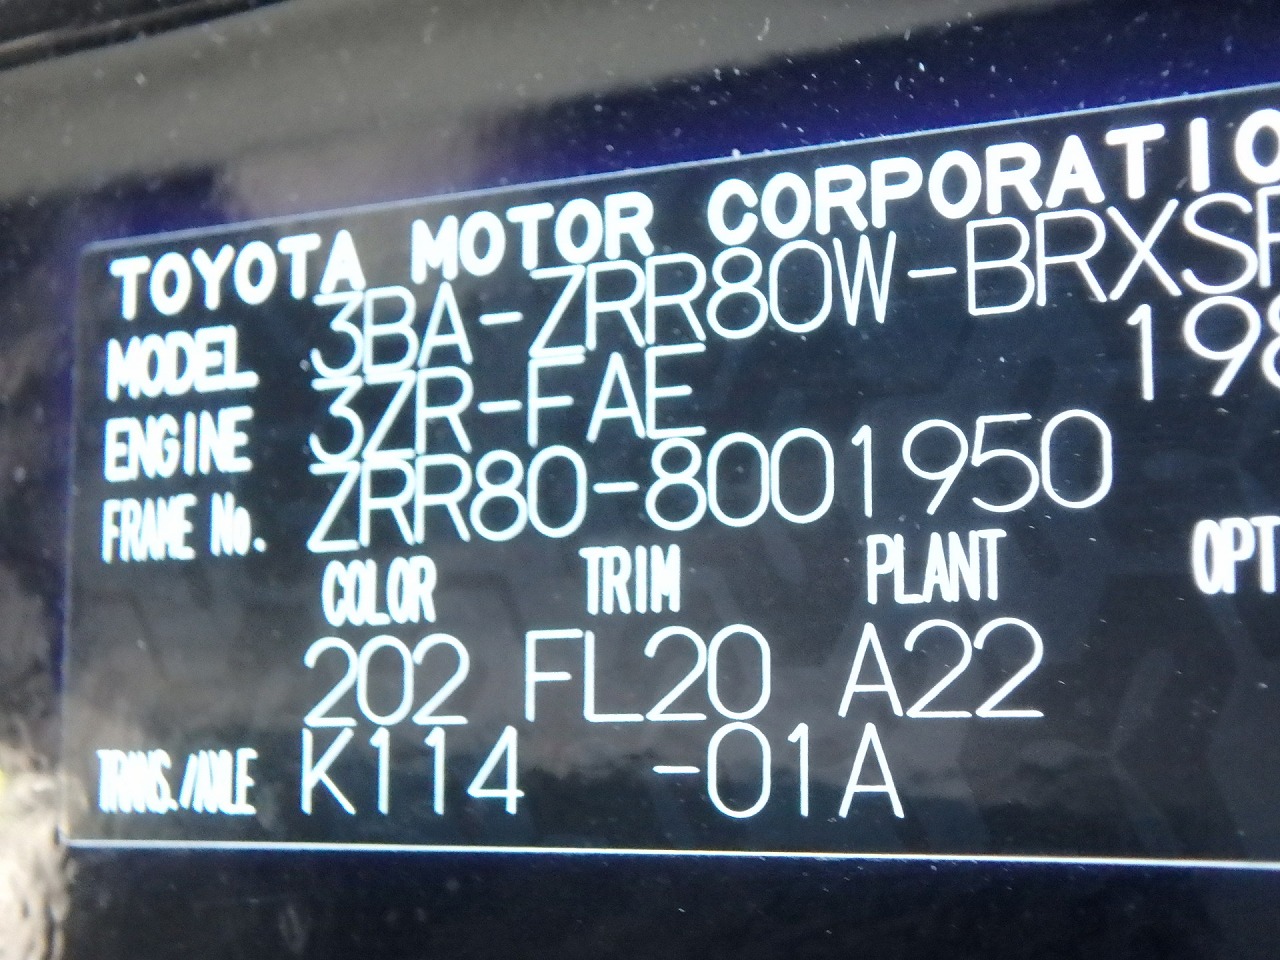 TOYOTA MOTOR CORPORATIO
MODEL 3BA-ZRR80W-BRXSP
ENGINE 3ZR-FAE 198
FRAME No. ZRR80-8001950
COLOR TRIM PLANT OPT
202 FL20 A22
TRANS./AXLE K114 -01A